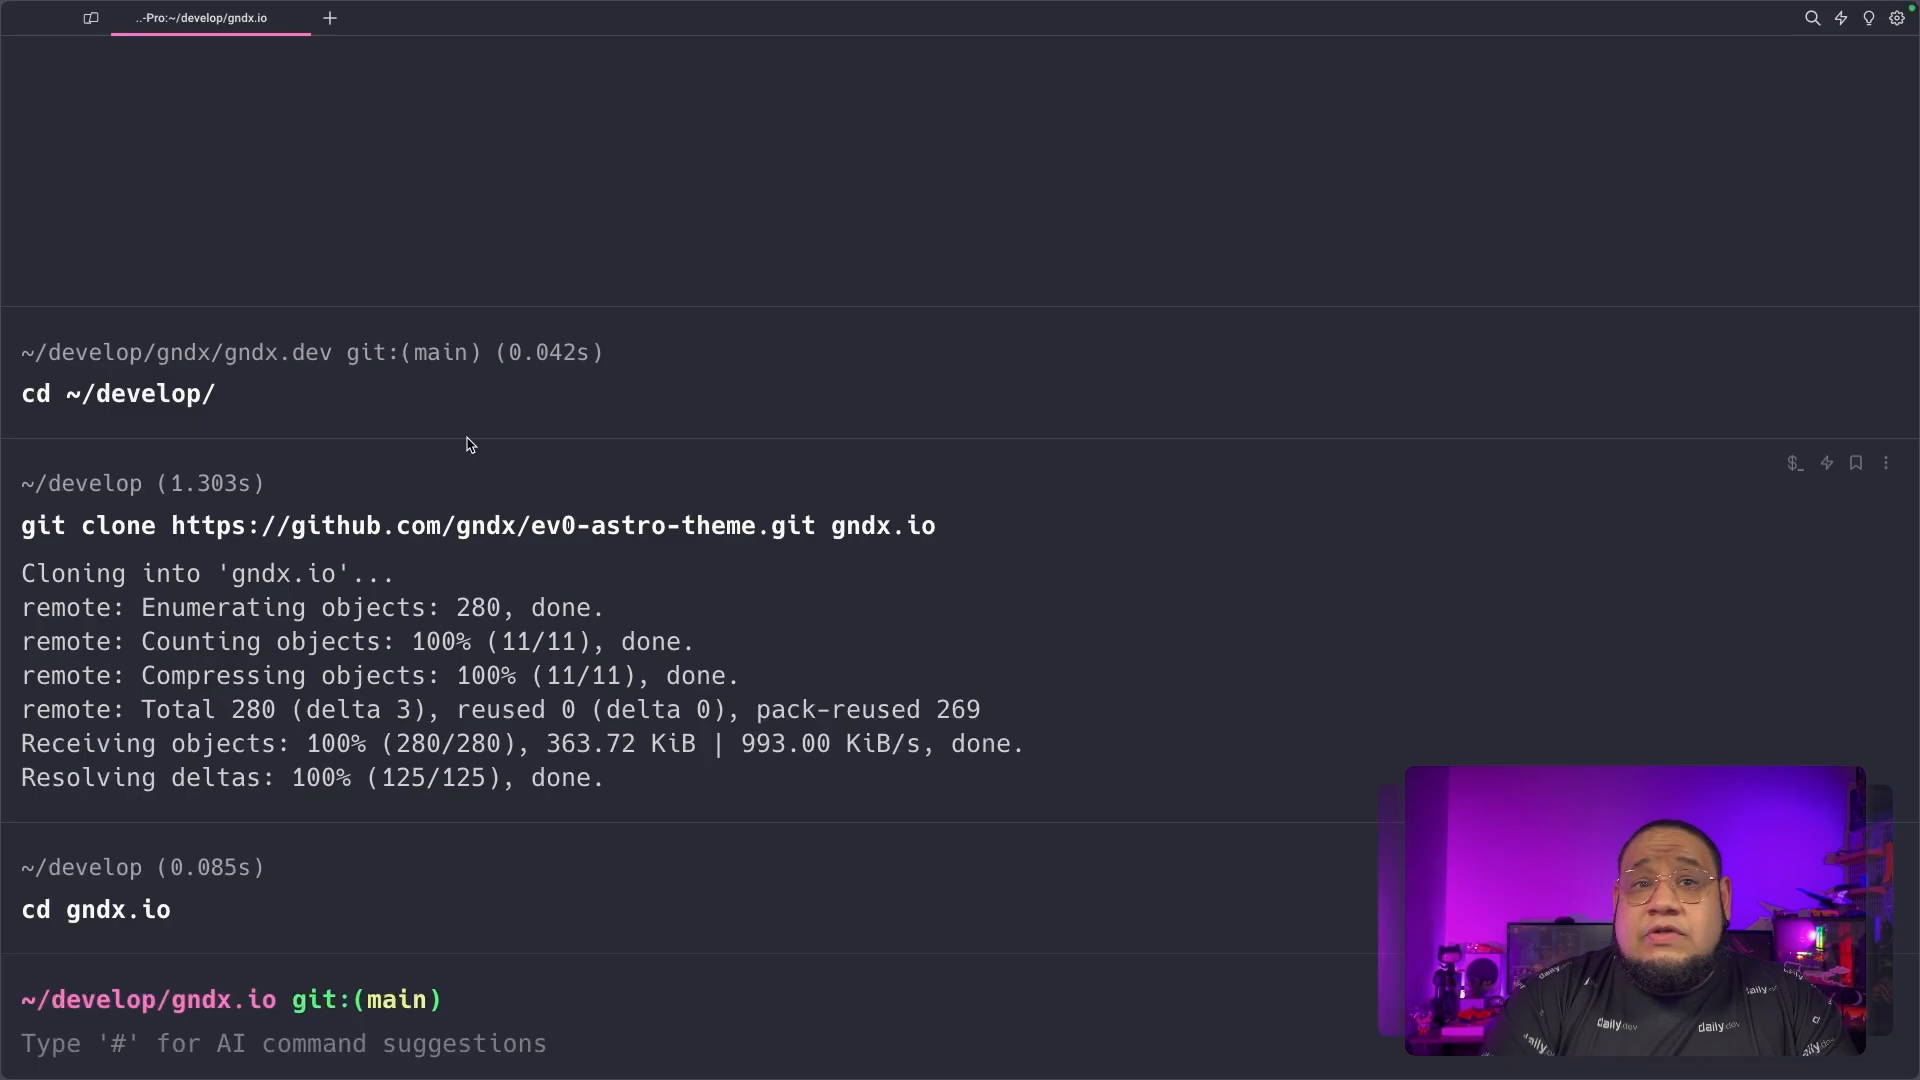 ..-Pro:~/develop/gndx.io
~/develop/gndx/gndx.dev git:(main) (0.042s)
cd ~/develop/
~/develop (1.303s)
git clone https://github.com/gndx/ev0-astro-theme.git gndx.io
Cloning into 'gndx.io'...
remote: Enumerating objects: 280, done.
remote: Counting objects: 100% (11/11), done.
remote: Compressing objects: 100% (11/11), done.
remote: Total 280 (delta 3), reused 0 (delta 0), pack-reused 269
Receiving objects: 100% (280/280), 363.72 KiB | 993.00 KiB/s, done.
Resolving deltas: 100% (125/125), done.
~/develop (0.085s)
cd gndx.io
~/develop/gndx.io git:(main)
Type '#' for AI command suggestions
daily.dev daily.dev